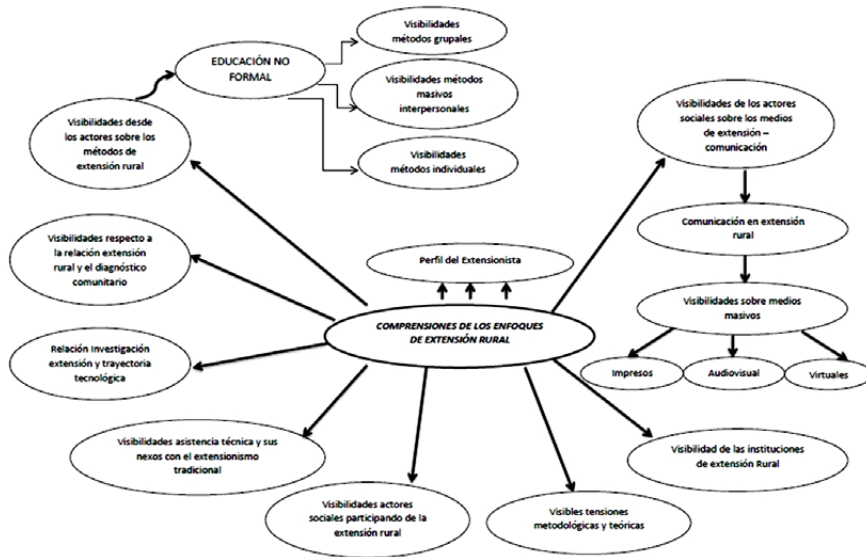 Visibilidades
métodos grupales
EDUCACIÓN NO
FORMAL
Visibilidades métodos
masivos
interpersonales
Visibilidades
métodos individuales
Visibilidades desde
los actores sobre los
métodos de
extensión rural
Visibilidades de los actores
sociales sobre los medios
de extensión –
comunicación
Comunicación en extensión
rural
Visibilidades sobre medios
masivos
Impresos
Audiovisual
Virtuales
Visibilidades respecto a
la relación extensión
rural y el diagnóstico
comunitario
Perfil del Extensionista
COMPRENSIONES DE LOS ENFOQUES
DE EXTENSIÓN RURAL
Relación Investigación
extensión y trayectoria
tecnológica
Visibilidades asistencia técnica y sus
nexos con el extensionismo
tradicional
Visibilidades actores
sociales participando de la
extensión rural
Visibles tensiones
metodológicas y teóricas
Visibilidad de las instituciones
de extensión Rural